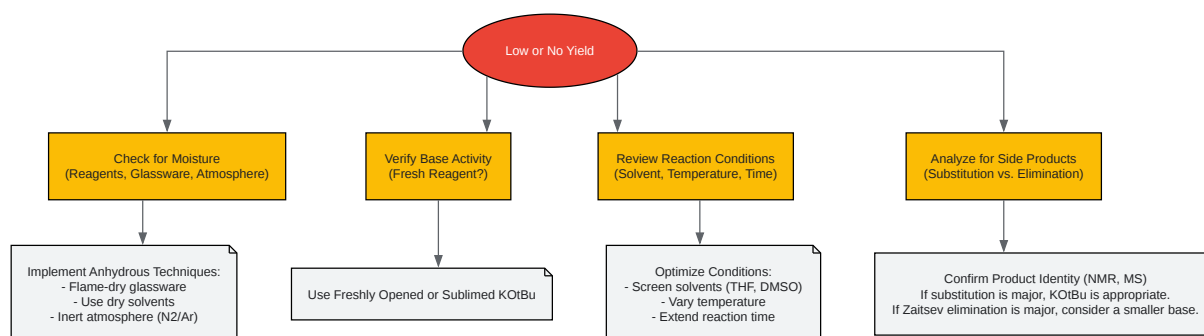 Low or No Yield
Check for Moisture
(Reagents, Glassware, Atmosphere)
Verify Base Activity
(Fresh Reagent?)
Review Reaction Conditions
(Solvent, Temperature, Time)
Analyze for Side Products
(Substitution vs. Elimination)
Implement Anhydrous Techniques:
- Flame-dry glassware
- Use dry solvents
- Inert atmosphere (N2/Ar)
Use Freshly Opened or Sublimed KOtBu
Optimize Conditions:
- Screen solvents (THF, DMSO)
- Vary temperature
- Extend reaction time
Confirm Product Identity (NMR, MS)
If substitution is major, KOtBu is appropriate.
If Zaitsev elimination is major, consider a smaller base.